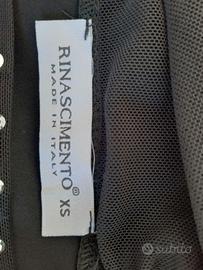 RINASCIMENTO®
MADE IN ITALY
XS
subito